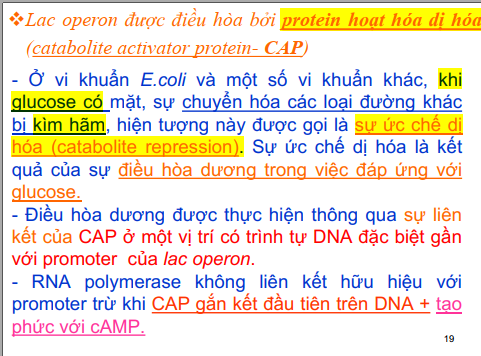 ❖Lac operon được điều hòa bởi protein hoạt hóa dị hóa
(catabolite activator protein- CAP)
- Ở vi khuẩn E.coli và một số vi khuẩn khác, khi
glucose có mặt, sự chuyển hóa các loại đường khác
bị kìm hãm, hiện tượng này được gọi là sự ức chế dị
hóa (catabolite repression). Sự ức chế dị hóa là kết
quả của sự điều hòa dương trong việc đáp ứng với
glucose.
- Điều hòa dương được thực hiện thông qua sự liên
kết của CAP ở một vị trí có trình tự DNA đặc biệt gần
với promoter của lac operon.
- RNA polymerase không liên kết hữu hiệu với
promoter trừ khi CAP gắn kết đầu tiên trên DNA + tạo
phức với cAMP.
19